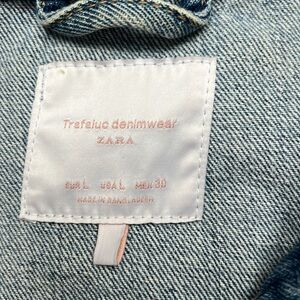 Trafaluc denimwear
ZARA
EUR L USA L MEX 30
MADE IN BANGLADESH